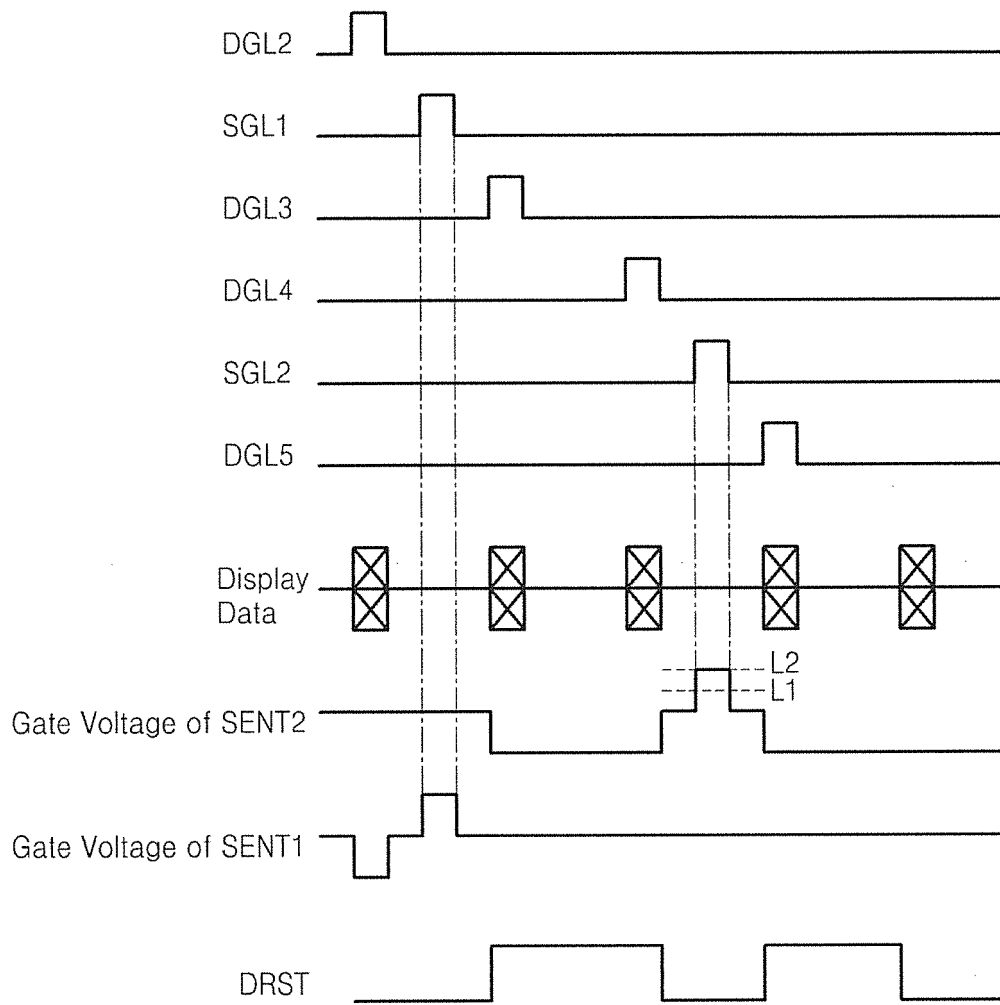 DGL2
SGL1
DGL3
DGL4
SGL2
DGL5
Display
Data
L2
L1
Gate Voltage of SENT2
Gate Voltage of SENT1
DRST